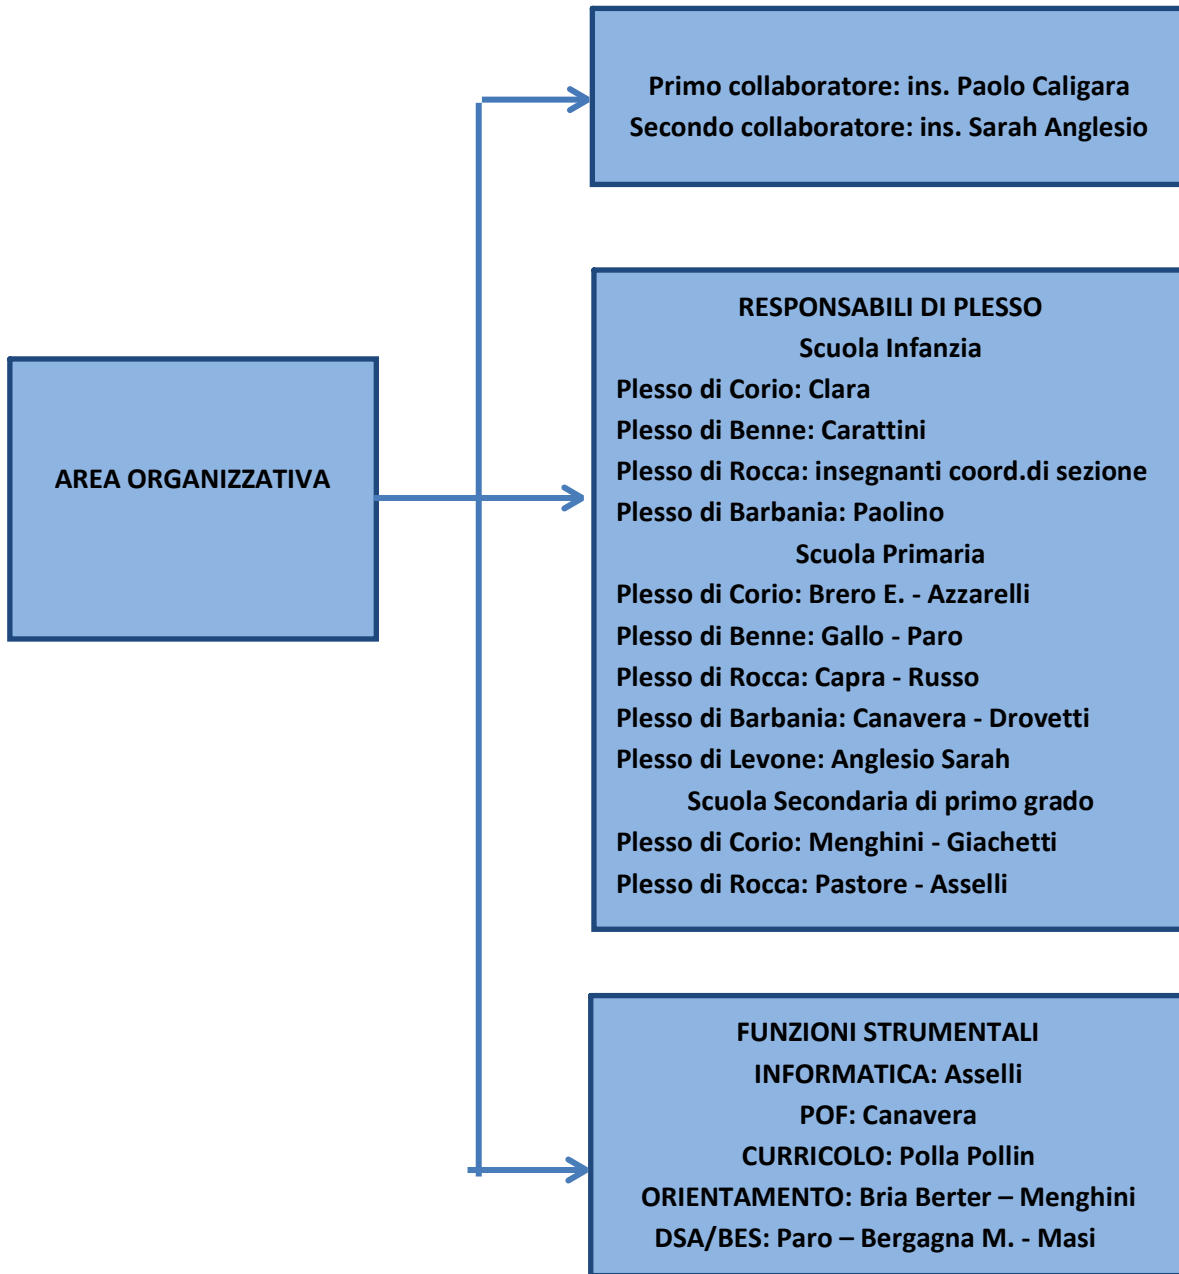 Primo collaboratore: ins. Paolo Caligara
Secondo collaboratore: ins. Sarah Anglesio
AREA ORGANIZZATIVA
RESPONSABILI DI PLESSO
Scuola Infanzia
Plesso di Corio: Clara
Plesso di Benne: Carattini
Plesso di Rocca: insegnanti coord.di sezione
Plesso di Barbania: Paolino
Scuola Primaria
Plesso di Corio: Brero E. - Azzarelli
Plesso di Benne: Gallo - Paro
Plesso di Rocca: Capra - Russo
Plesso di Barbania: Canavera - Drovetti
Plesso di Levone: Anglesio Sarah
Scuola Secondaria di primo grado
Plesso di Corio: Menghini - Giachetti
Plesso di Rocca: Pastore - Asselli
FUNZIONI STRUMENTALI
INFORMATICA: Asselli
POF: Canavera
CURRICOLO: Polla Pollin
ORIENTAMENTO: Bria Berter – Menghini
DSA/BES: Paro – Bergagna M. - Masi